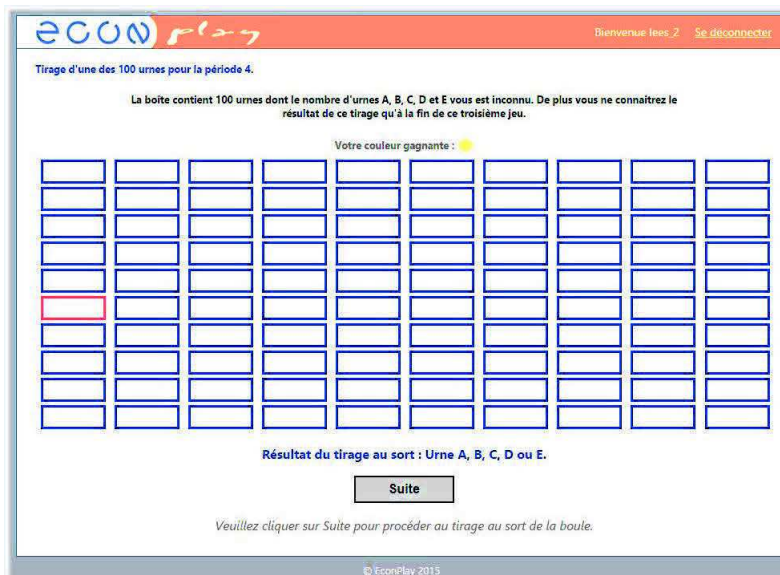 econ play
Bienvenue lees_2 Se déconnecter
Tirage d'une des 100 urnes pour la période 4.
La boîte contient 100 urnes dont le nombre d'urnes A, B, C, D et E vous est inconnu. De plus vous ne connaitrez le
résultat de ce tirage qu'à la fin de ce troisième jeu.
Votre couleur gagnante :
Résultat du tirage au sort : Urne A, B, C, D ou E.
Suite
Veuillez cliquer sur Suite pour procéder au tirage au sort de la boule.
© EconPlay 2015